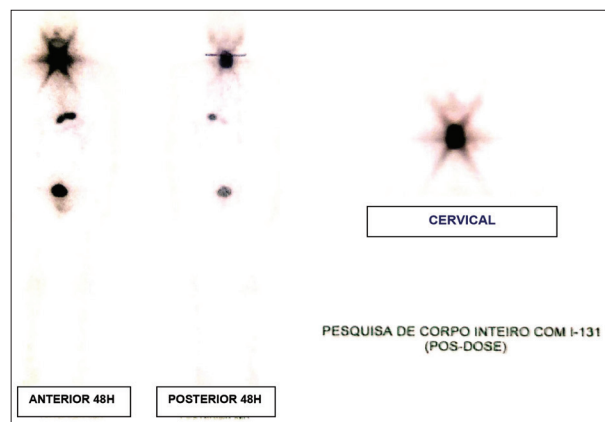 CERVICAL
PESQUISA DE CORPO INTEIRO COM I-131
(POS-DOSE)
ANTERIOR 48H
POSTERIOR 48H